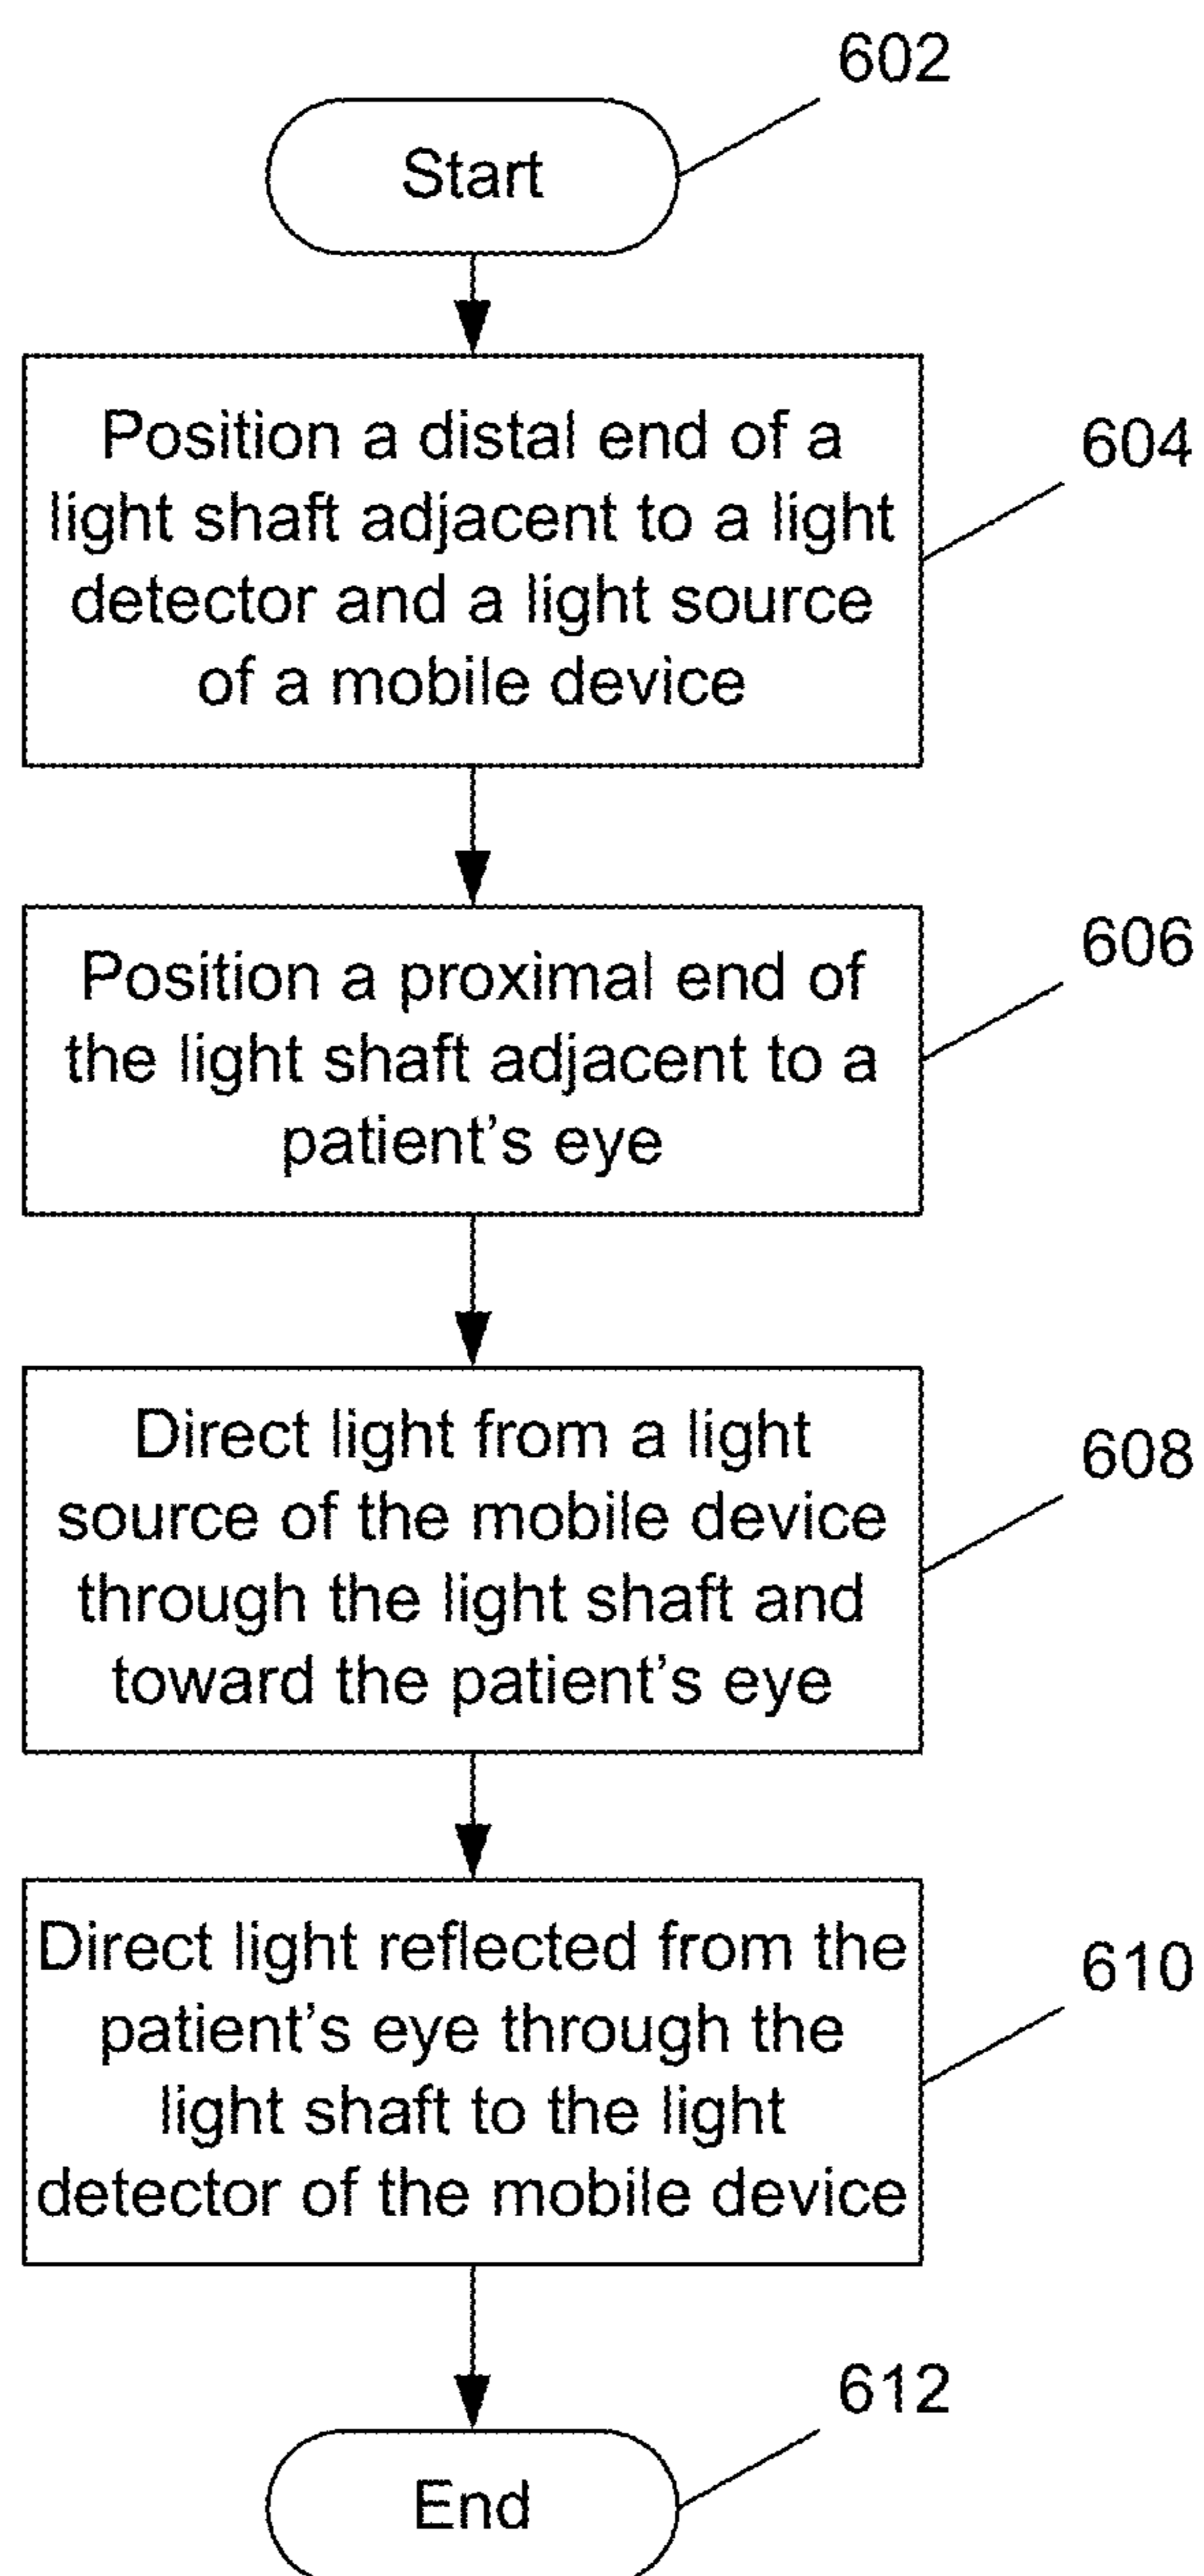 602
Start
Position a distal end of a
light shaft adjacent to a light
detector and a light source
of a mobile device
604
Position a proximal end of
the light shaft adjacent to a
patient’s eye
606
Direct light from a light
source of the mobile device
through the light shaft and
toward the patient’s eye
608
Direct light reflected from the
patient’s eye through the
light shaft to the light
detector of the mobile device
610
612
End